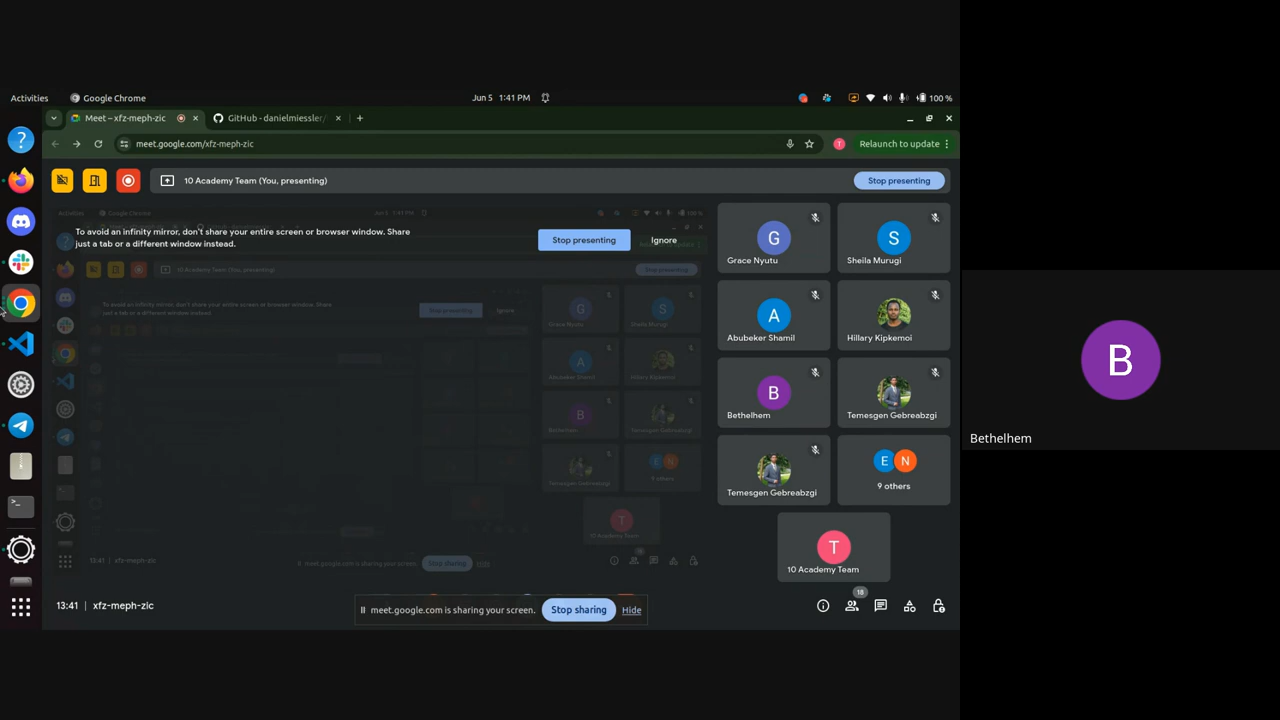 Activities
Google Chrome
Jun 5 1:41 PM
100 %
Meet – xfz-meph-zic
GitHub - danielmiessler/
meet.google.com/xfz-meph-zic
T
Relaunch to update
10 Academy Team (You, presenting)
Stop presenting
To avoid an infinity mirror, don't share your entire screen or browser window. Share
just a tab or a different window instead.
Stop presenting
Ignore
G
Grace Nyutu
S
Sheila Murugi
A
Abubeker Shamil
Hillary Kipkemoi
B
Bethelhem
Temesgen Gebreabzgi
Temesgen Gebreabzgi
E
N
9 others
T
10 Academy Team
13:41
xfz-meph-zic
meet.google.com is sharing your screen.
Stop sharing
Hide
18
B
Bethelhem